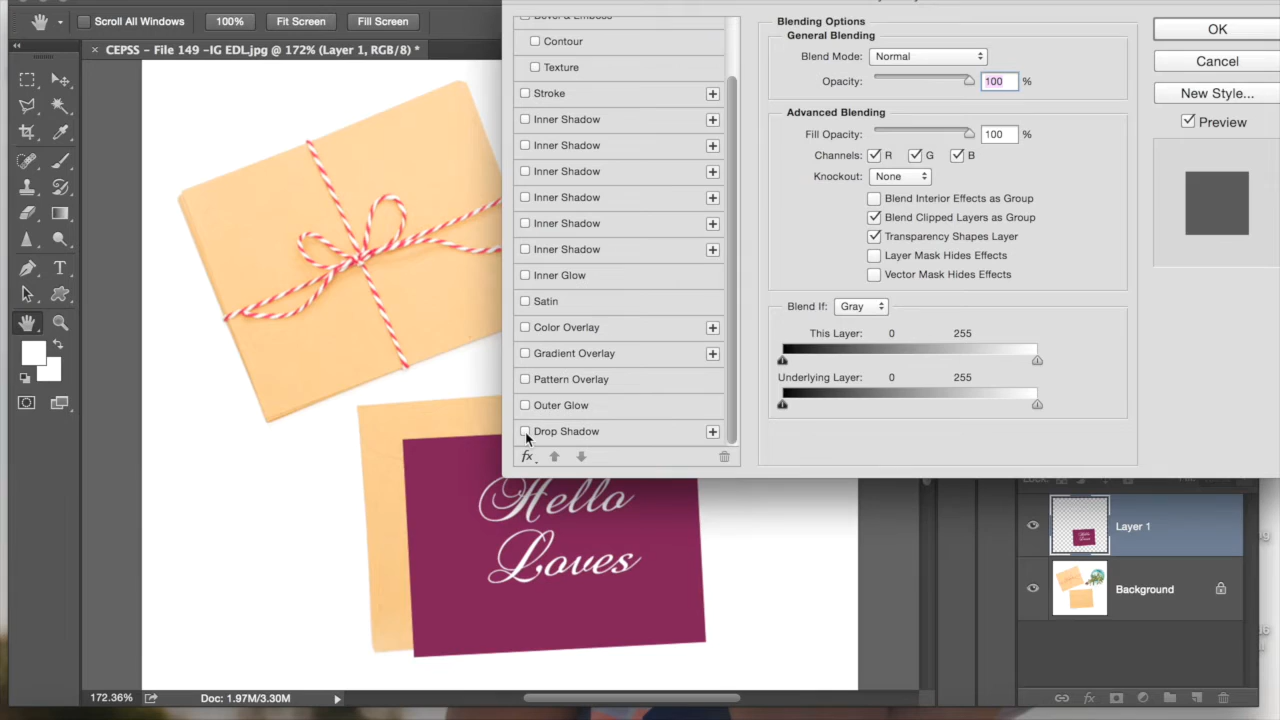 Scroll All Windows
100%
Fit Screen
Fill Screen
× CEPSS – File 149 –IG EDL.jpg @ 172% (Layer 1, RGB/8) *
Hello
Loves
172.36%
Doc: 1.97M/3.30M
Contour
Texture
Stroke
Inner Shadow
Inner Shadow
Inner Shadow
Inner Shadow
Inner Shadow
Inner Shadow
Inner Glow
Satin
Color Overlay
Gradient Overlay
Pattern Overlay
Outer Glow
Drop Shadow
fx
Blending Options
General Blending
Blend Mode: Normal
Opacity: 100 %
Advanced Blending
Fill Opacity: 100 %
Channels: R G B
Knockout: None
Blend Interior Effects as Group
Blend Clipped Layers as Group
Transparency Shapes Layer
Layer Mask Hides Effects
Vector Mask Hides Effects
Blend If: Gray
This Layer: 0 255
Underlying Layer: 0 255
OK
Cancel
New Style...
Preview
Layer 1
Background
fx